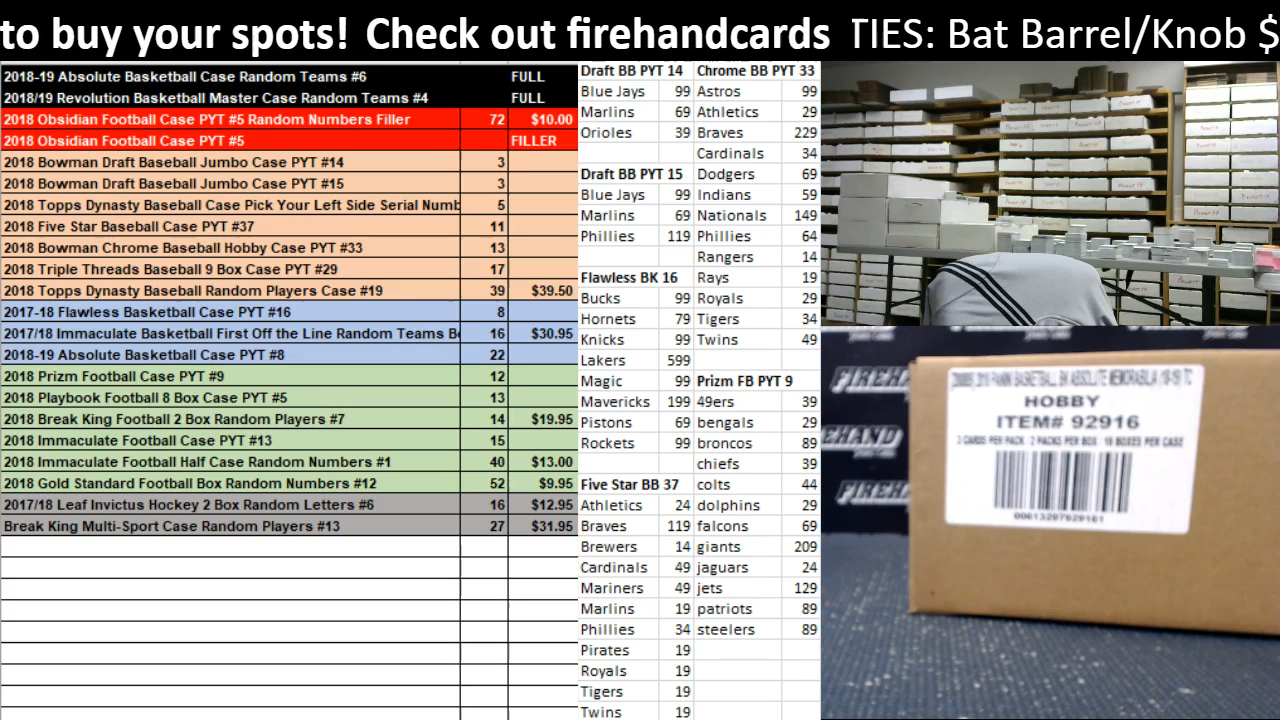 to buy your spots! Check out firehandcards TIES: Bat Barrel/Knob $
2018-19 Absolute Basketball Case Random Teams #6 FULL
2018/19 Revolution Basketball Master Case Random Teams #4 FULL
2018 Obsidian Football Case PYT #5 Random Numbers Filler 72 $10.00
2018 Obsidian Football Case PYT #5 FILLER
2018 Bowman Draft Baseball Jumbo Case PYT #14 3
2018 Bowman Draft Baseball Jumbo Case PYT #15 3
2018 Topps Dynasty Baseball Case Pick Your Left Side Serial Numb 5
2018 Five Star Baseball Case PYT #37 11
2018 Bowman Chrome Baseball Hobby Case PYT #33 13
2018 Triple Threads Baseball 9 Box Case PYT #29 17
2018 Topps Dynasty Baseball Random Players Case #19 39 $39.50
2017-18 Flawless Basketball Case PYT #16 8
2017/18 Immaculate Basketball First Off the Line Random Teams Bo 16 $30.95
2018-19 Absolute Basketball Case PYT #8 22
2018 Prizm Football Case PYT #9 12
2018 Playbook Football 8 Box Case PYT #5 13
2018 Break King Football 2 Box Random Players #7 14 $19.95
2018 Immaculate Football Case PYT #13 15
2018 Immaculate Football Half Case Random Numbers #1 40 $13.00
2018 Gold Standard Football Box Random Numbers #12 52 $9.95
2017/18 Leaf Invictus Hockey 2 Box Random Letters #6 16 $12.95
Break King Multi-Sport Case Random Players #13 27 $31.95
Draft BB PYT 14
Blue Jays 99
Marlins 69
Orioles 39
Draft BB PYT 15
Blue Jays 99
Marlins 69
Phillies 119
Flawless BK 16
Bucks 99
Hornets 79
Knicks 99
Lakers 599
Magic 99
Mavericks 199
Pistons 69
Rockets 99
Five Star BB 37
Athletics 24
Braves 119
Brewers 14
Cardinals 49
Mariners 49
Marlins 19
Phillies 34
Pirates 19
Royals 19
Tigers 19
Twins 19
Chrome BB PYT 33
Astros 99
Athletics 29
Braves 229
Cardinals 34
Dodgers 69
Indians 59
Nationals 149
Phillies 64
Rangers 14
Rays 19
Royals 29
Tigers 34
Twins 49
Prizm FB PYT 9
49ers 39
bengals 29
broncos 89
chiefs 39
colts 44
dolphins 29
falcons 69
giants 209
jaguars 24
jets 129
patriots 89
steelers 89
FIREHAND
HOBBY
ITEM# 92916
3 CARDS PER PACK 2 PACKS PER BOX 10 BOXES PER CASE